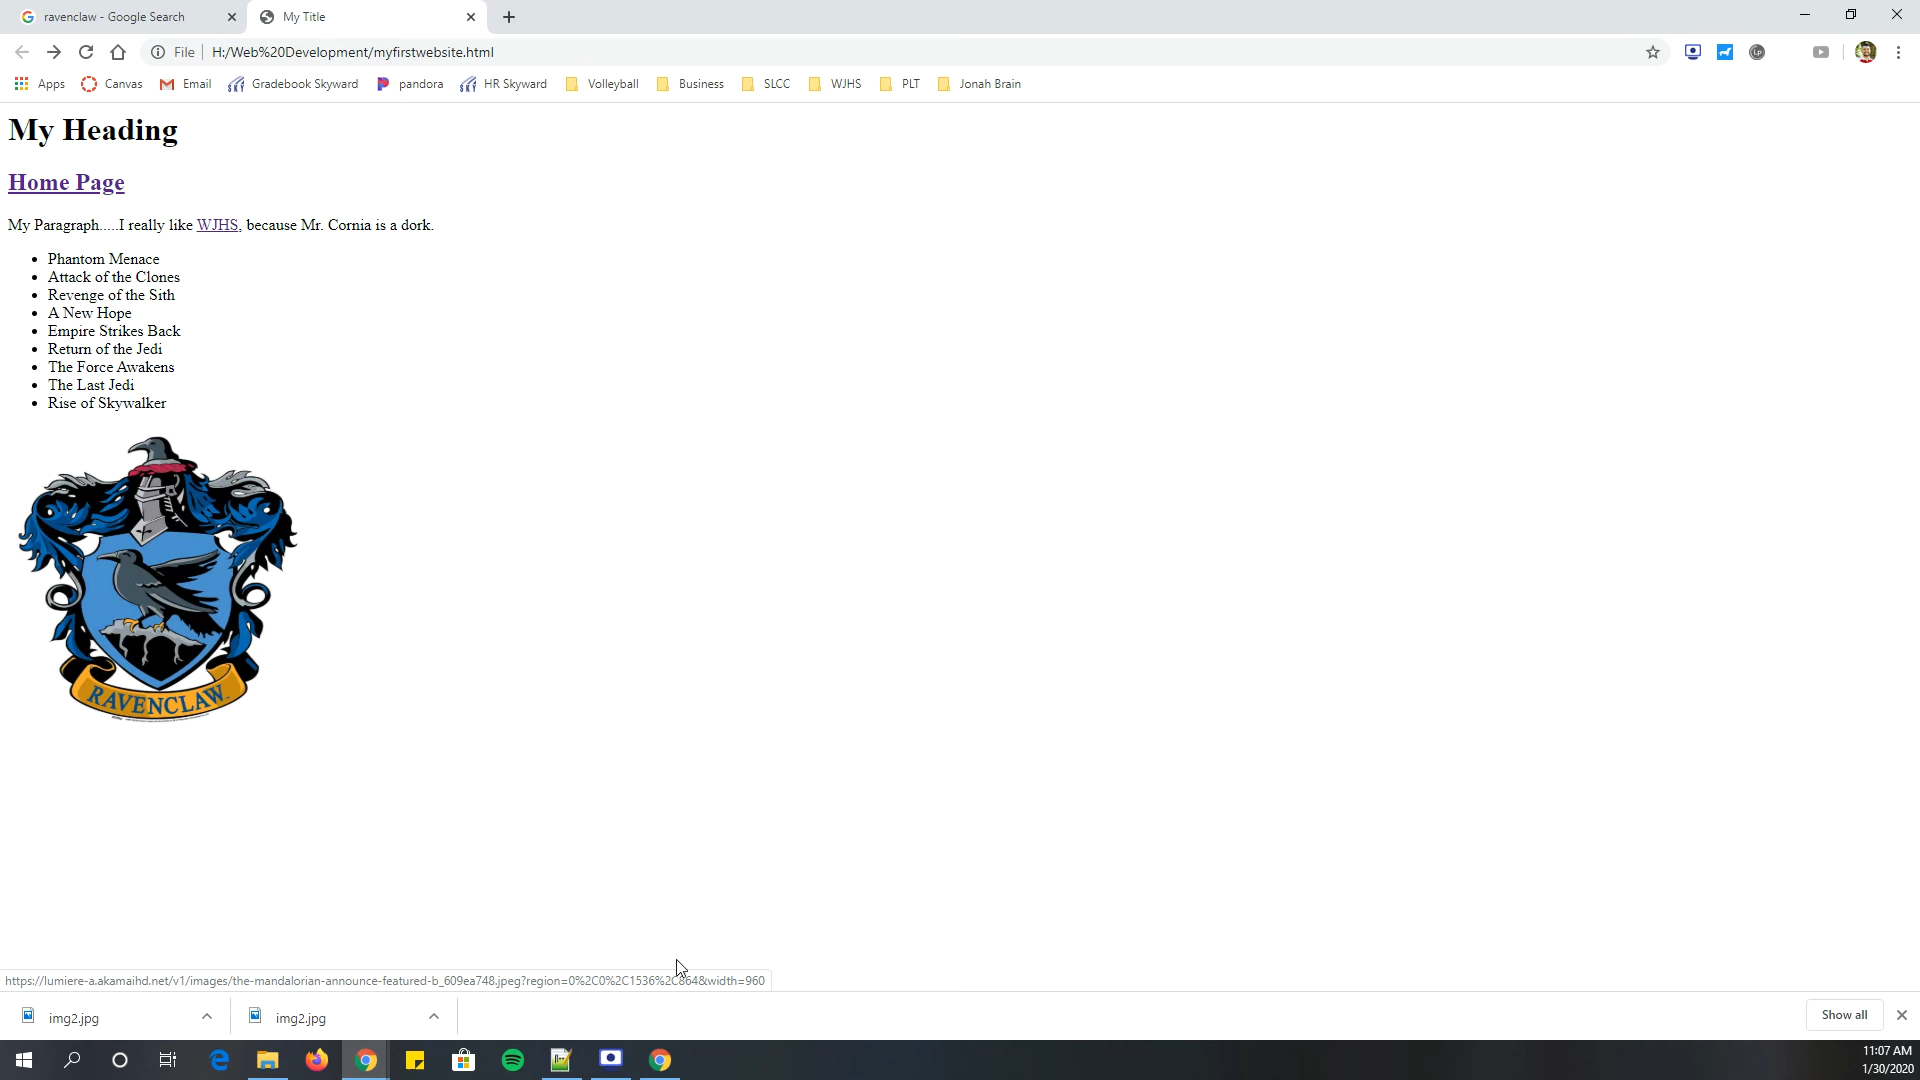 ravenclaw - Google Search
My Title
File
H:/Web%20Development/myfirstwebsite.html
Apps Canvas Email Gradebook Skyward pandora HR Skyward Volleyball Business SLCC WJHS PLT Jonah Brain
My Heading
Home Page
My Paragraph.....I really like WJHS, because Mr. Cornia is a dork.
Phantom Menace
Attack of the Clones
Revenge of the Sith
A New Hope
Empire Strikes Back
Return of the Jedi
The Force Awakens
The Last Jedi
Rise of Skywalker
RAVENCLAW
https://lumiere-a.akamaihd.net/v1/images/the-mandalorian-announce-featured-b_609ea748.jpeg?region=0%2C0%2C1536%2C864&width=960
img2.jpg
img2.jpg
Show all
11:07 AM
1/30/2020